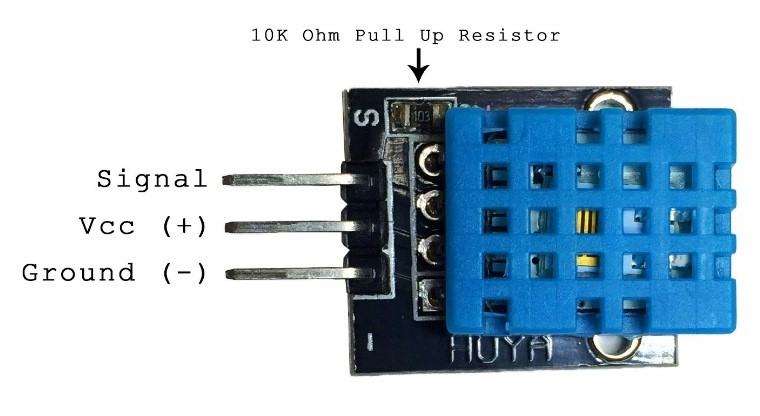 10K Ohm Pull Up Resistor
S
103
Signal
Vcc (+)
Ground (-)
-
HUYA